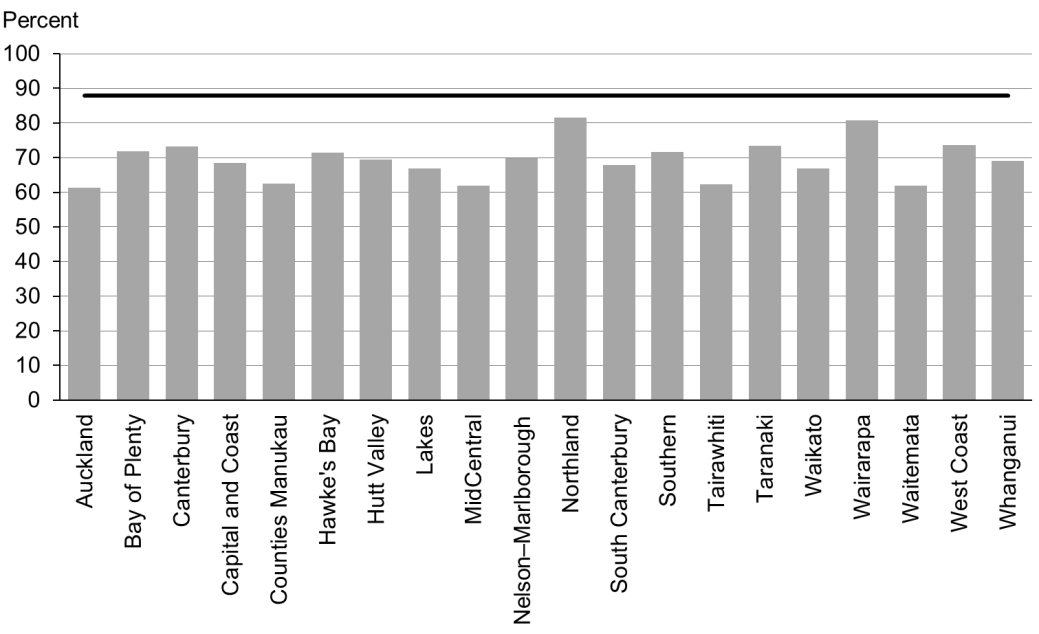 Percent
100
90
80
70
60
50
40
30
20
10
0
Auckland
Bay of Plenty
Canterbury
Capital and Coast
Counties Manukau
Hawke's Bay
Hutt Valley
Lakes
MidCentral
Nelson–Marlborough
Northland
South Canterbury
Southern
Tairawhiti
Taranaki
Waikato
Wairarapa
Waitemata
West Coast
Whanganui